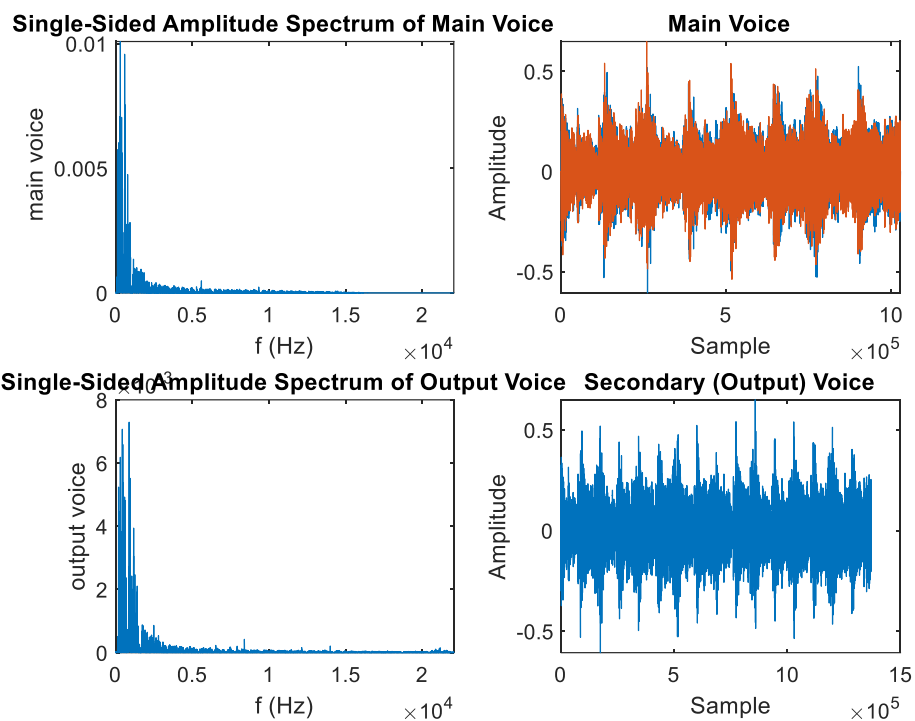 Single-Sided Amplitude Spectrum of Main Voice
0.01
0.005
0
main voice
0 0.5 1 1.5 2
f (Hz)
×10^4
Main Voice
0.5
0
-0.5
Amplitude
0 5 10
Sample
×10^5
Single-Sided Amplitude Spectrum of Output Voice
×10^-3
8
6
4
2
0
output voice
0 0.5 1 1.5 2
f (Hz)
×10^4
Secondary (Output) Voice
0.5
0
-0.5
Amplitude
0 5 10 15
Sample
×10^5